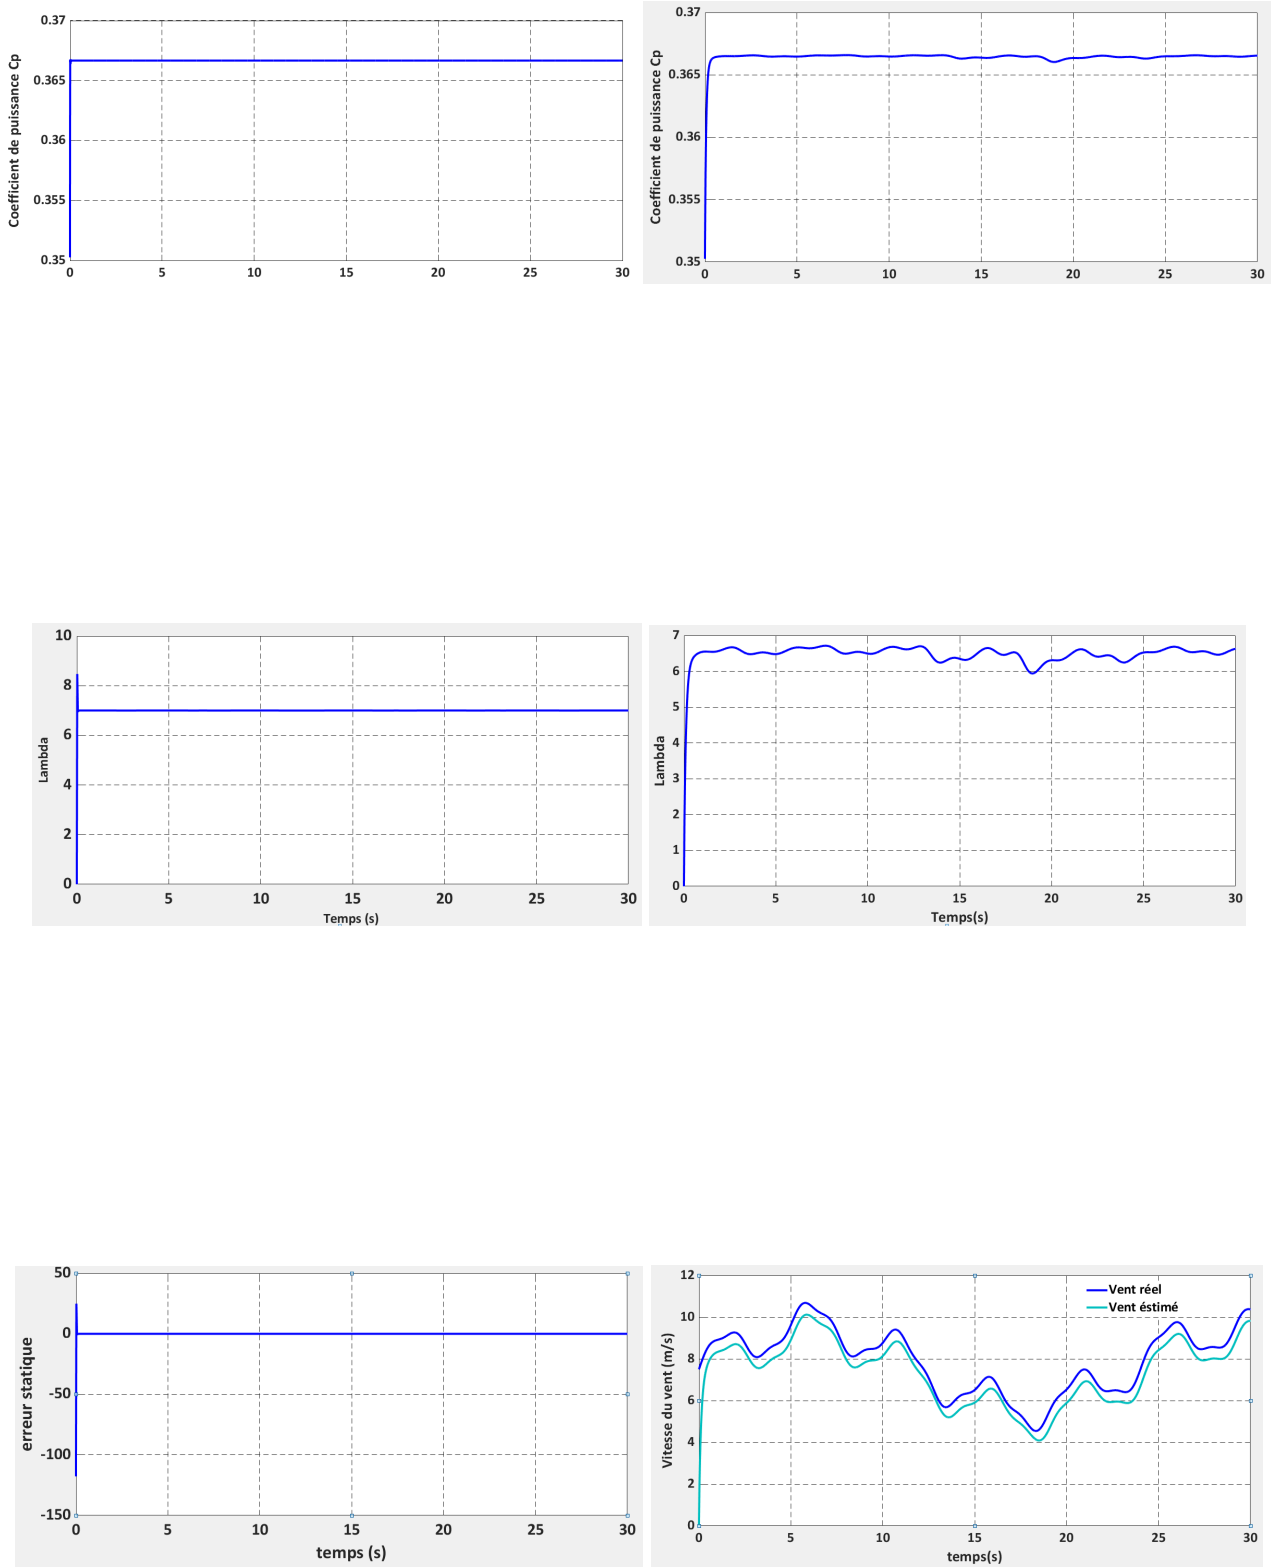 Coefficient de puissance Cp
0.37
0.365
0.36
0.355
0.35
0 5 10 15 20 25 30
Coefficient de puissance Cp
0.37
0.365
0.36
0.355
0.35
0 5 10 15 20 25 30
Lambda
10
8
6
4
2
0
0 5 10 15 20 25 30
Temps (s)
Lambda
7
6
5
4
3
2
1
0
0 5 10 15 20 25 30
Temps(s)
erreur statique
50
0
-50
-100
-150
0 5 10 15 20 25 30
temps (s)
Vitesse du vent (m/s)
12
10
8
6
4
2
0
Vent réel
Vent éstimé
0 5 10 15 20 25 30
temps(s)